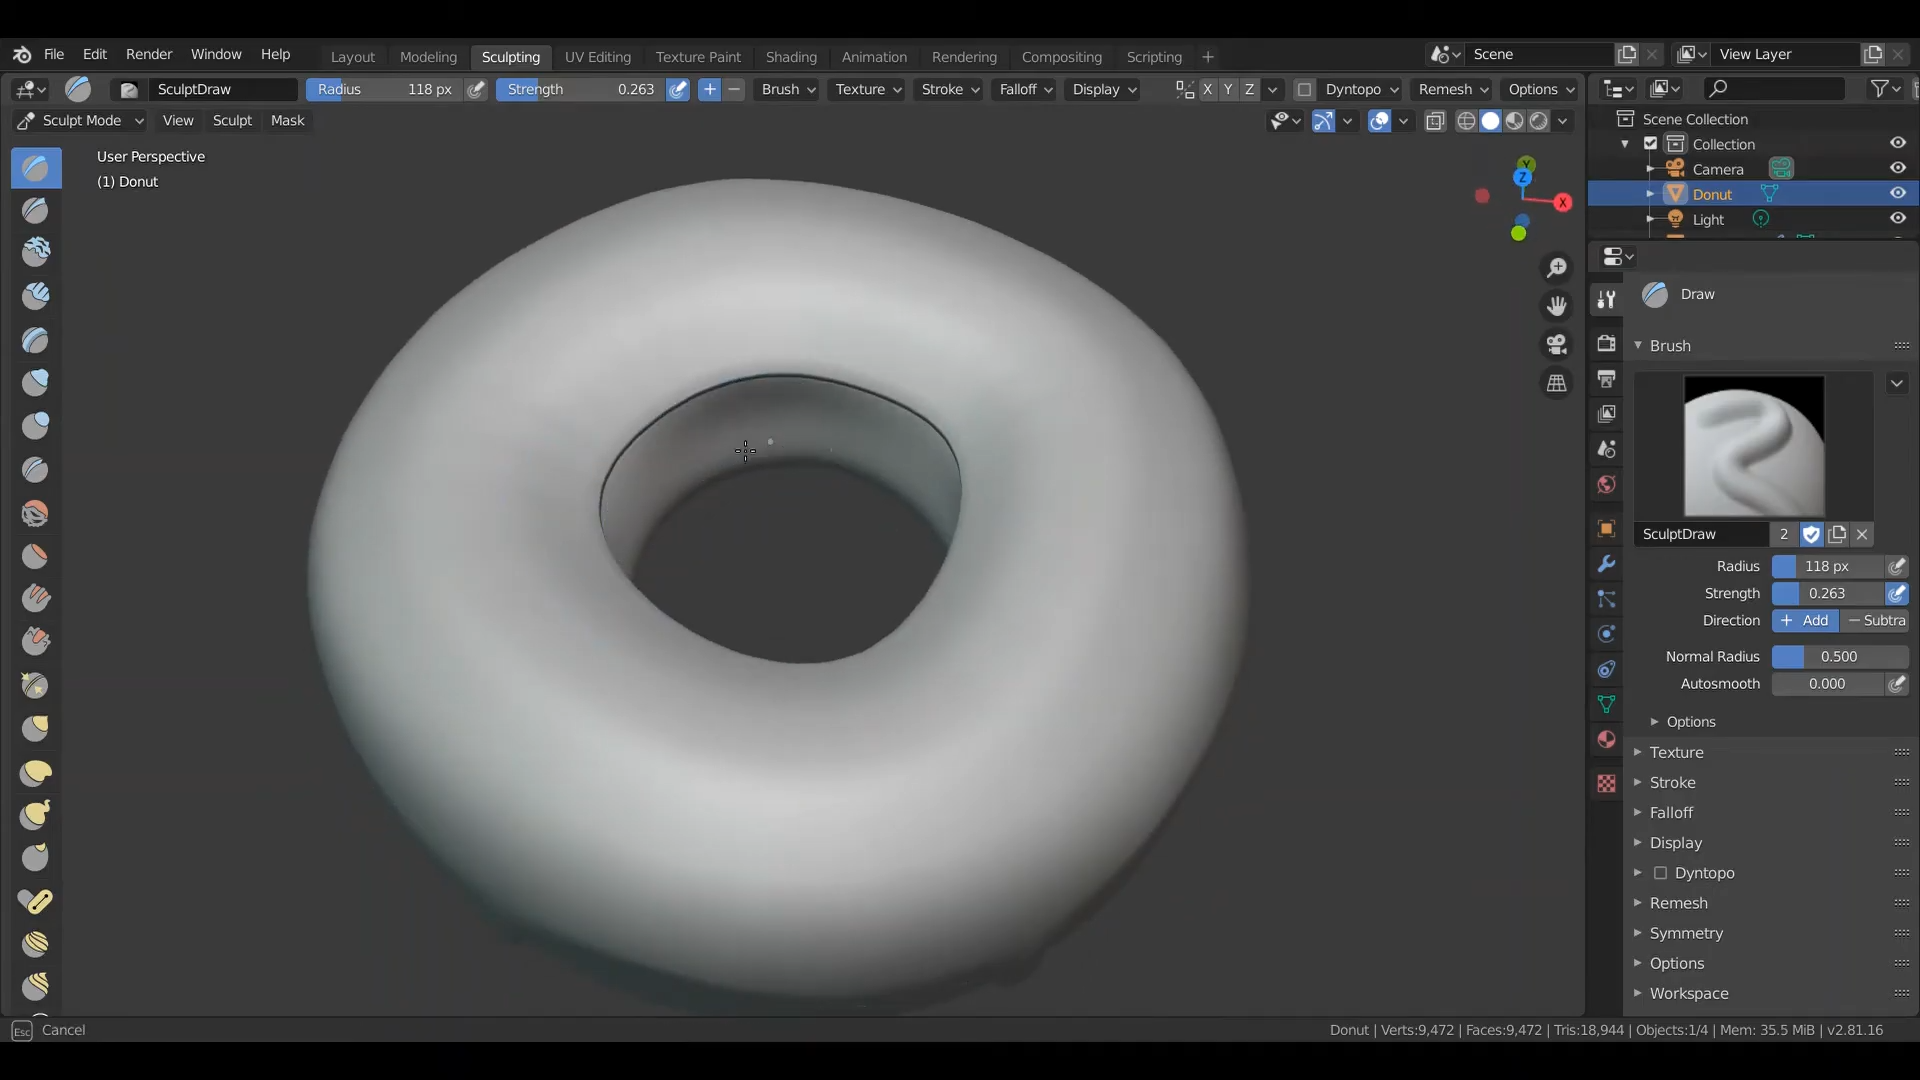 File Edit Render Window Help Layout Modeling Sculpting UV Editing Texture Paint Shading Animation Rendering Compositing Scripting + Scene View Layer
SculptDraw Radius 118 px Strength 0.263 + − Brush Texture Stroke Falloff Display X Y Z Dyntopo Remesh Options
Sculpt Mode View Sculpt Mask
User Perspective
(1) Donut
Y
Z
X
Scene Collection
Collection
Camera
Donut
Light
Draw
Brush
SculptDraw 2
Radius 118 px
Strength 0.263
Direction + Add − Subtra
Normal Radius 0.500
Autosmooth 0.000
Options
Texture
Stroke
Falloff
Display
Dyntopo
Remesh
Symmetry
Options
Workspace
Esc Cancel
Donut | Verts:9,472 | Faces:9,472 | Tris:18,944 | Objects:1/4 | Mem: 35.5 MiB | v2.81.16